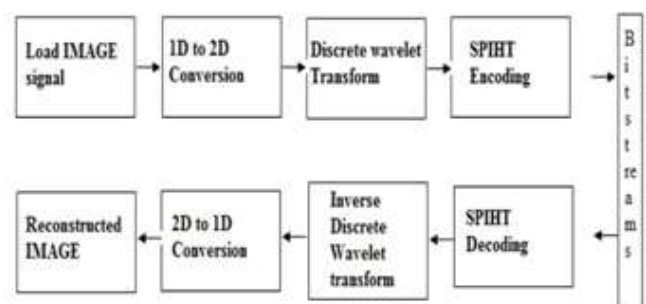 Load IMAGE
signal
1D to 2D
Conversion
Discrete wavelet
Transform
SPIHT
Encoding
Bitstreams
Reconstructed
IMAGE
2D to 1D
Conversion
Inverse
Discrete
Wavelet
transform
SPIHT
Decoding